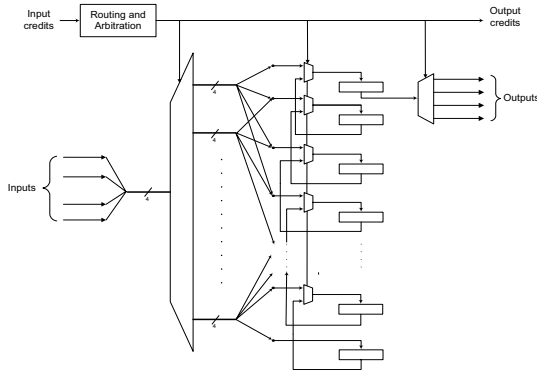 Input
credits
Routing and
Arbitration
Output
credits
4
Outputs
4
Inputs
4
4